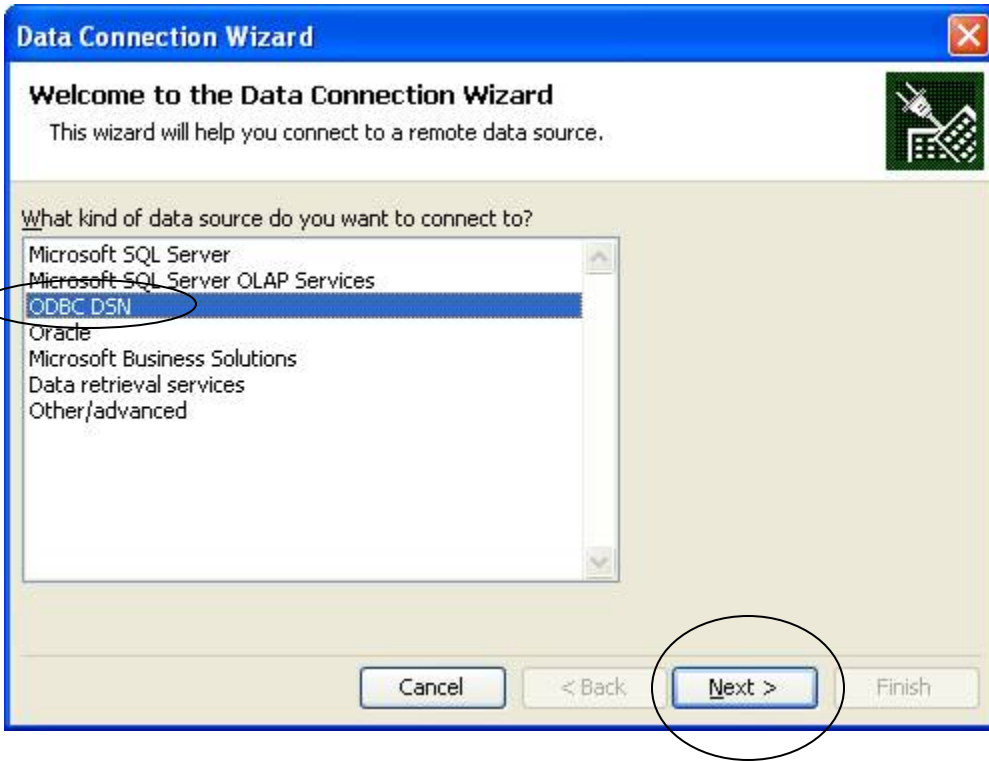 Data Connection Wizard
Welcome to the Data Connection Wizard
This wizard will help you connect to a remote data source.
What kind of data source do you want to connect to?
Microsoft SQL Server
Microsoft SQL Server OLAP Services
ODBC DSN
Oracle
Microsoft Business Solutions
Data retrieval services
Other/advanced
Cancel
< Back
Next >
Finish